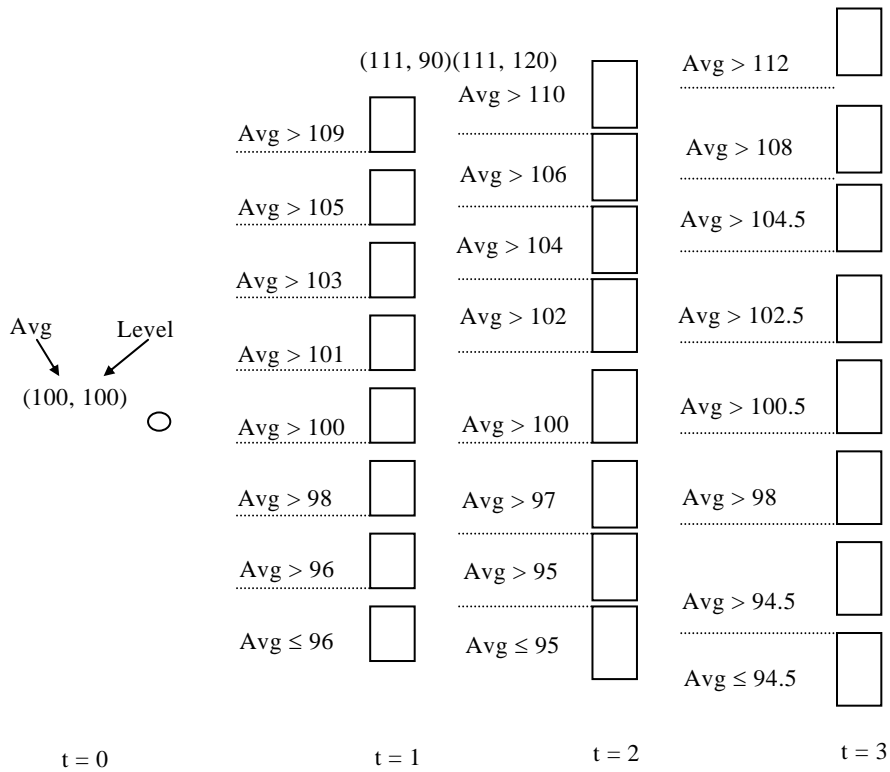 (111, 90)(111, 120)
Avg Level
(100, 100)
Avg > 109
Avg > 105
Avg > 103
Avg > 101
Avg > 100
Avg > 98
Avg > 96
Avg ≤ 96
t = 0
t = 1
Avg > 110
Avg > 106
Avg > 104
Avg > 102
Avg > 100
Avg > 97
Avg > 95
Avg ≤ 95
t = 2
Avg > 112
Avg > 108
Avg > 104.5
Avg > 102.5
Avg > 100.5
Avg > 98
Avg > 94.5
Avg ≤ 94.5
t = 3